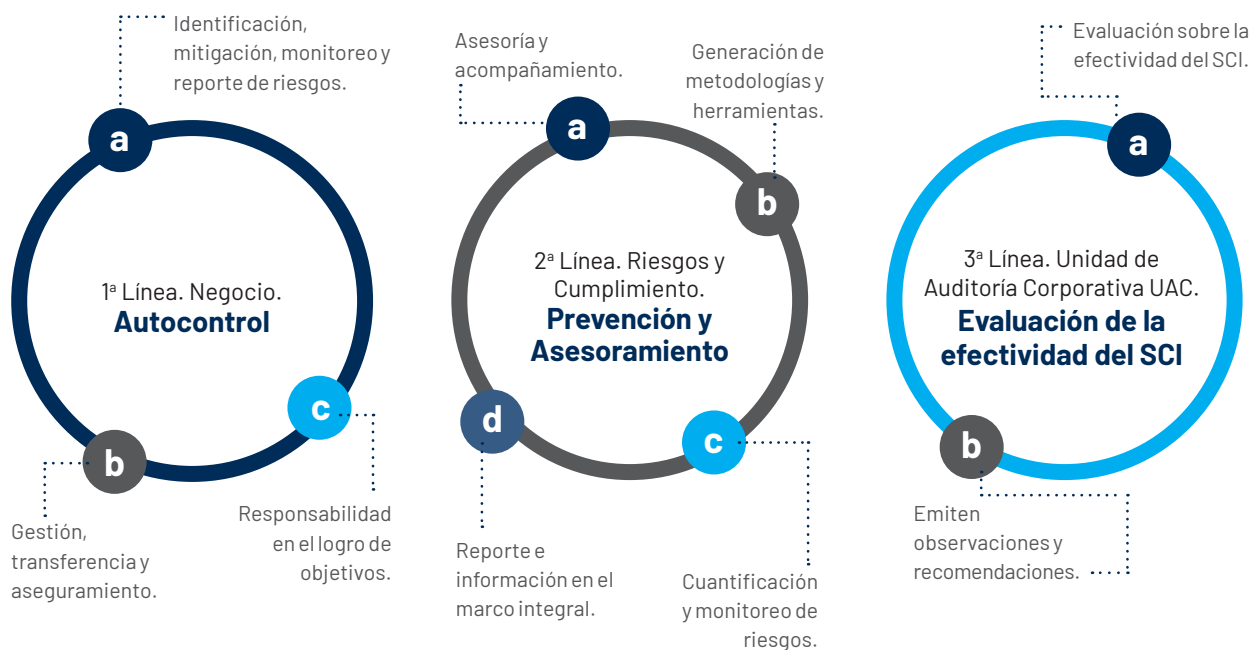 Identificación,
mitigación, monitoreo y
reporte de riesgos.
a
1ª Línea. Negocio.
Autocontrol
c
b
Gestión,
transferencia y
aseguramiento.
Responsabilidad
en el logro de
objetivos.
Asesoría y
acompañamiento.
Generación de
metodologías y
herramientas.
a
b
2ª Línea. Riesgos y
Cumplimiento.
Prevención y
Asesoramiento
d
c
Reporte e
información en el
marco integral.
Cuantificación
y monitoreo de
riesgos.
Evaluación sobre la
efectividad del SCI.
a
3ª Línea. Unidad de
Auditoría Corporativa UAC.
Evaluación de la
efectividad del SCI
b
Emiten
observaciones y
recomendaciones.